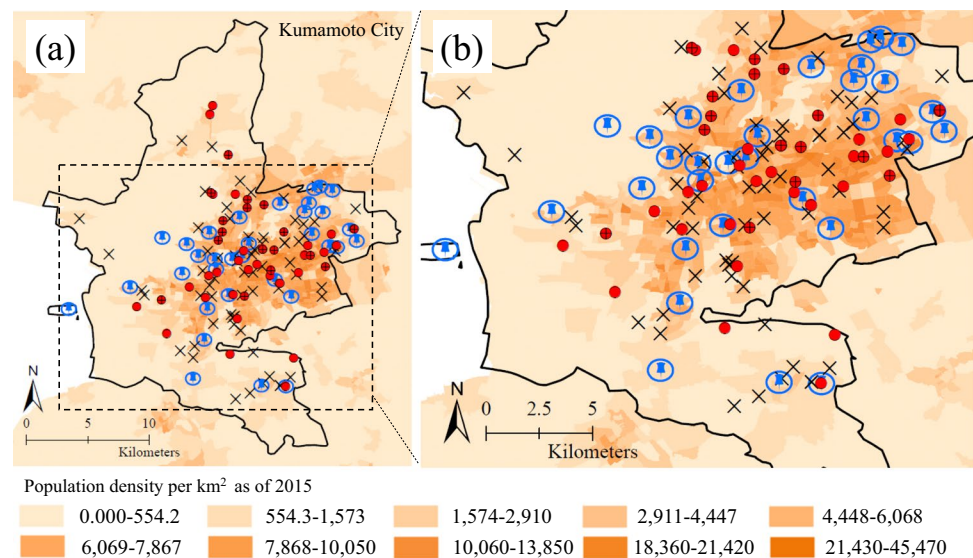 (a)
Kumamoto City
(b)
N
0 10
Kilometers
N
0 2.5 5
Kilometers
Population density per km² as of 2015
0.000-554.2 554.3-1,573 1,574-2,910 2,911-4,447 4,448-6,068
6,069-7,867 7,868-10,050 10,060-13,850 18,360-21,420 21,430-45,470